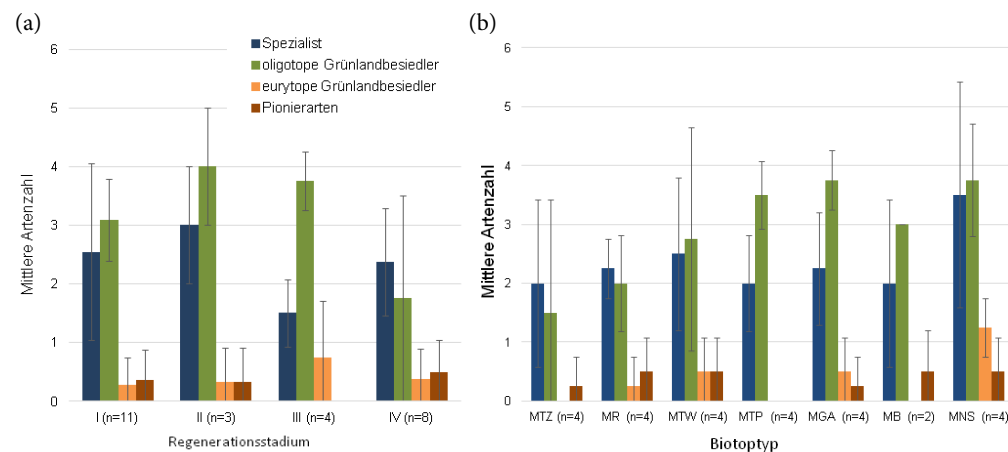 (a)
Spezialist
oligotope Grünlandbesiedler
eurytope Grünlandbesiedler
Pionierarten
Mittlere Artenzahl
6
5
4
3
2
1
0
I (n=11) II (n=3) III (n=4) IV (n=8)
Regenerationsstadium
(b)
Mittlere Artenzahl
6
5
4
3
2
1
0
MTZ (n=4) MR (n=4) MTW (n=4) MTP (n=4) MGA (n=4) MB (n=2) MNS (n=4)
Biotoptyp